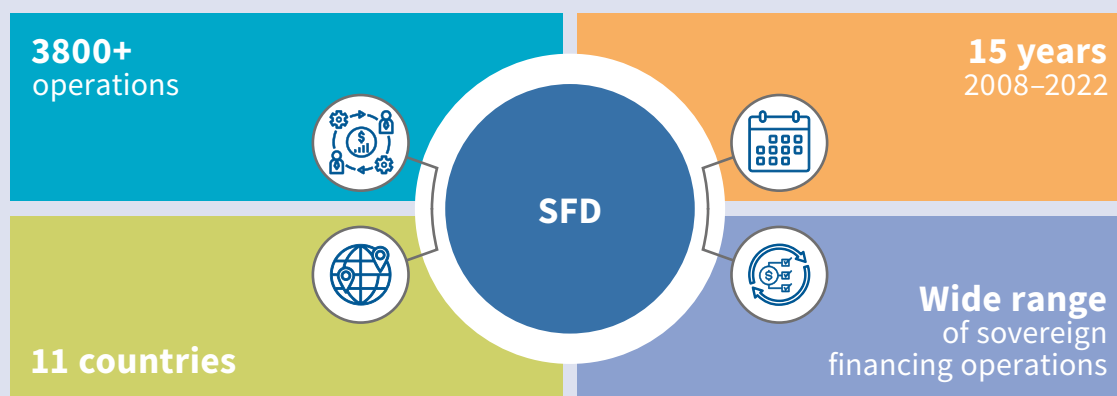 3800+
operations
15 years
2008–2022
SFD
11 countries
Wide range
of sovereign
financing operations